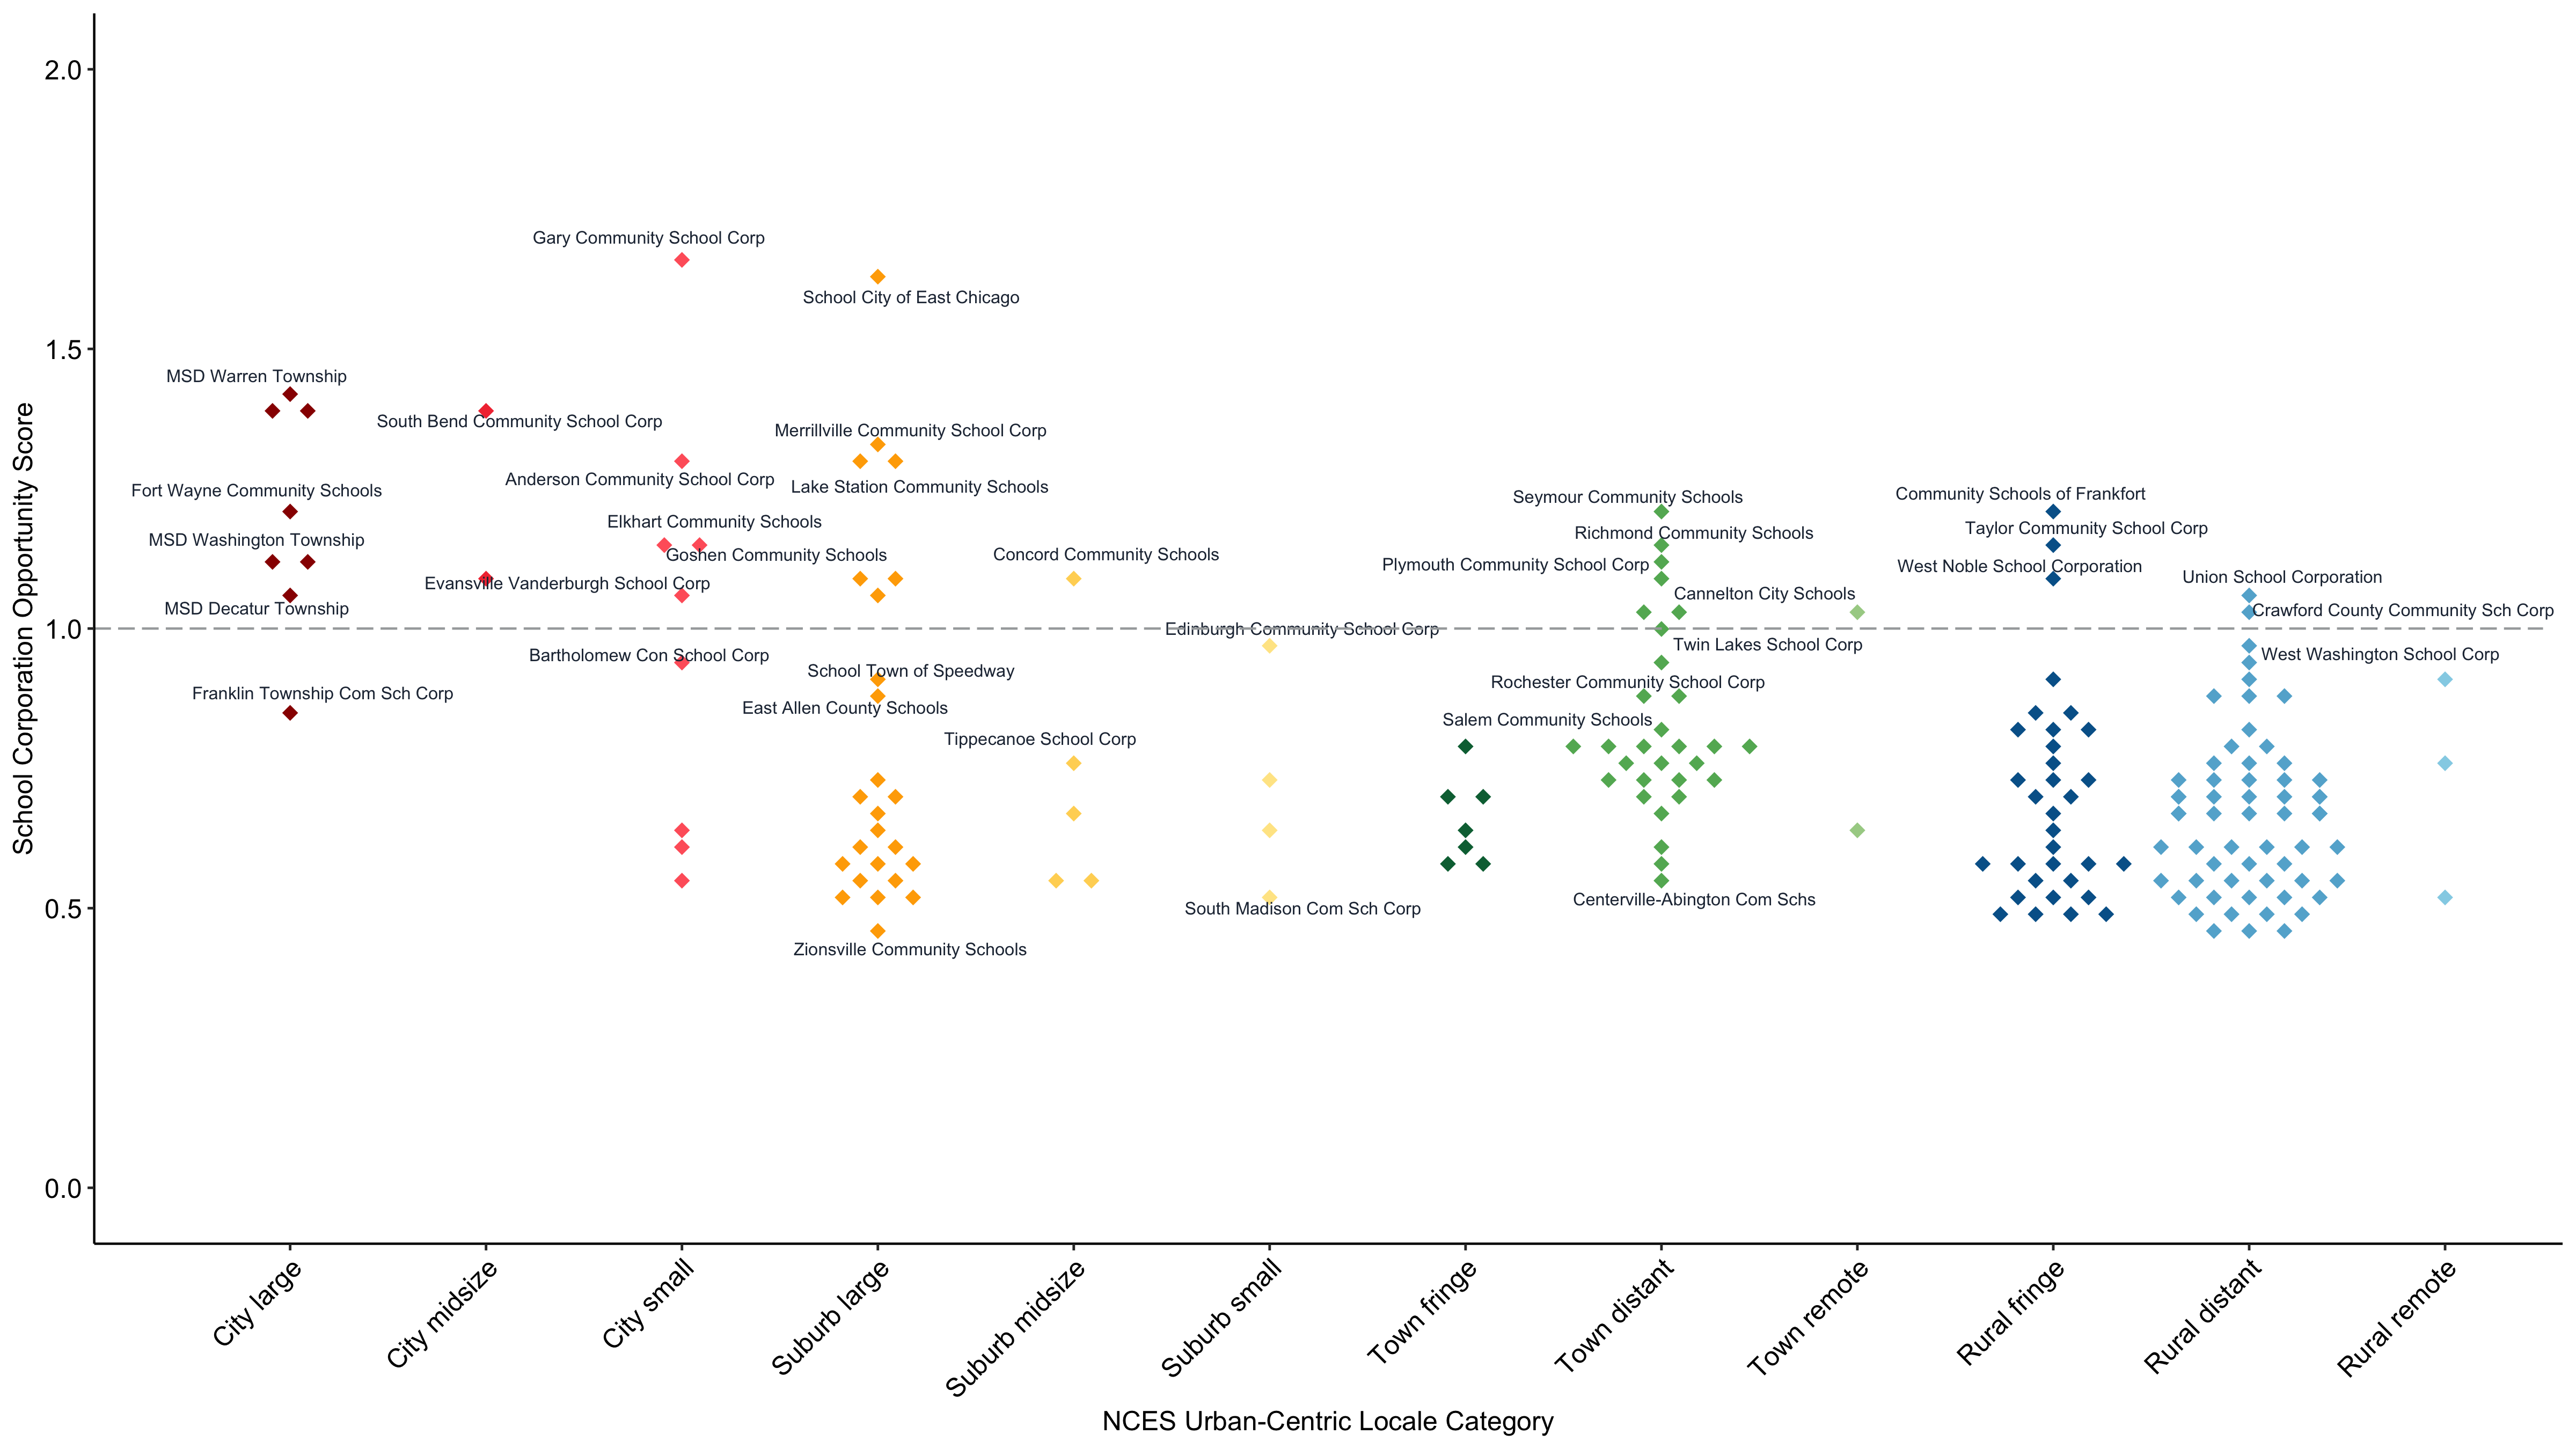 2.0
Gary Community School Corp
School City of East Chicago
1.5
MSD Warren Township
South Bend Community School Corp
Merrillville Community School Corp
Anderson Community School Corp
Lake Station Community Schools
Fort Wayne Community Schools
Seymour Community Schools
Community Schools of Frankfort
Elkhart Community Schools
Taylor Community School Corp
Richmond Community Schools
MSD Washington Township
Goshen Community Schools
Concord Community Schools
Plymouth Community School Corp
West Noble School Corporation
Union School Corporation
Evansville Vanderburgh School Corp
Cannelton City Schools
MSD Decatur Township
Crawford County Community Sch Corp
1.0
Edinburgh Community School Corp
Twin Lakes School Corp
Bartholomew Con School Corp
West Washington School Corp
School Town of Speedway
Rochester Community School Corp
Franklin Township Com Sch Corp
East Allen County Schools
Salem Community Schools
Tippecanoe School Corp
0.5
Centerville-Abington Com Schs
South Madison Com Sch Corp
Zionsville Community Schools
0.0
School Corporation Opportunity Score
City large
City midsize
City small
Suburb large
Suburb midsize
Suburb small
Town fringe
Town distant
Town remote
Rural fringe
Rural distant
Rural remote
NCES Urban-Centric Locale Category